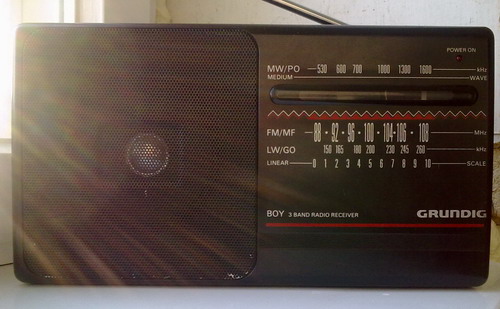 POWER ON
MW/PO 530 600 700 1000 1300 1600 kHz
MEDIUM WAVE
FM/MF 88 • 92 • 96 • 100 • 104 • 106 • 108 MHz
LW/GO 150 165 180 200 230 245 260 kHz
LINEAR 0 1 2 3 4 5 6 7 8 9 10 SCALE
BOY 3 BAND RADIO RECEIVER GRUNDIG